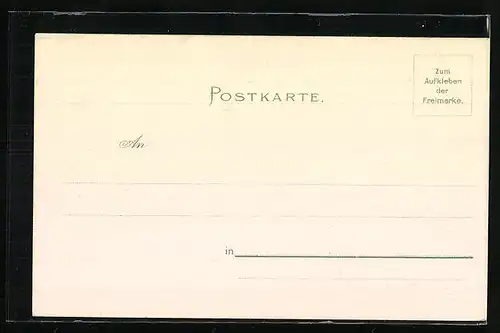 Zum
Aufkleben
der
Freimarke.
POSTKARTE.
An
in